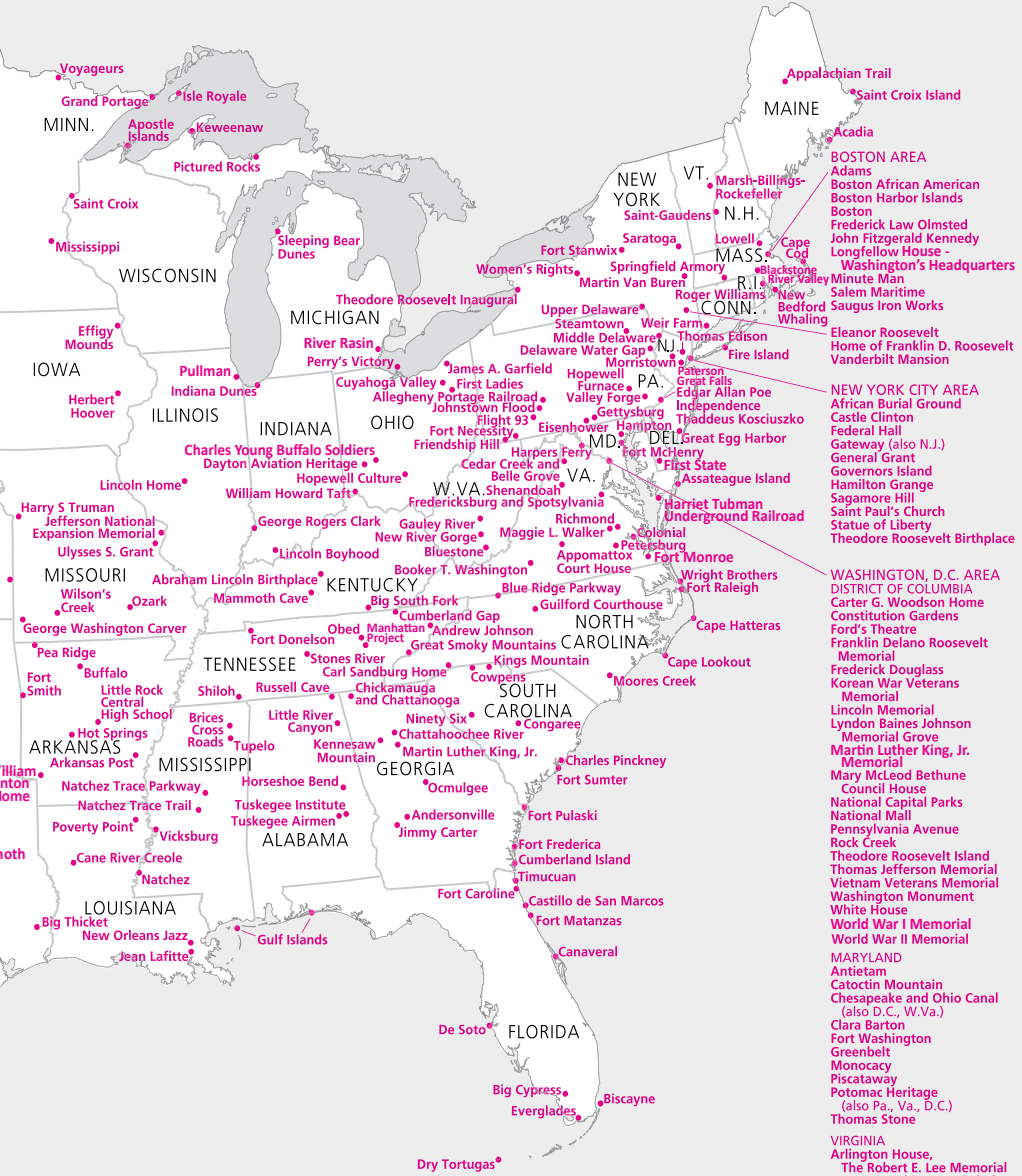 Voyageurs
Grand Portage
Isle Royale
MINN.
Apostle
Islands
Keweenaw
Pictured Rocks
Saint Croix
Mississippi
WISCONSIN
Sleeping Bear
Dunes
MICHIGAN
Theodore Roosevelt Inaugural
River Rasin
Perry's Victory
Effigy
Mounds
IOWA
Herbert
Hoover
Pullman
Indiana Dunes
ILLINOIS
INDIANA
OHIO
Appalachian Trail
Saint Croix Island
MAINE
Acadia
VT.
Marsh-Billings-
Rockefeller
NEW
YORK
Saint-Gaudens
N.H.
Saratoga
Fort Stanwix
Lowell
Cape
Cod
MASS.
Women's Rights
Springfield Armory
Martin Van Buren
Blackstone
River Valley
R.I.
Roger Williams
New
Bedford
Whaling
CONN.
Upper Delaware
Steamtown
Weir Farm
Middle Delaware
Thomas Edison
Delaware Water Gap
N.J.
Fire Island
Morristown
Paterson
Great Falls
Hopewell
Furnace
PA.
Valley Forge
Edgar Allan Poe
Independence
Thaddeus Kosciuszko
James A. Garfield
Cuyahoga Valley
First Ladies
Allegheny Portage Railroad
Johnstown Flood
Flight 93
Gettysburg
Eisenhower
Hampton
Fort Necessity
Friendship Hill
MD.
DEL.
Great Egg Harbor
Harpers Ferry
Fort McHenry
Cedar Creek and
Belle Grove
VA.
First State
Assateague Island
Charles Young Buffalo Soldiers
Dayton Aviation Heritage
Hopewell Culture
William Howard Taft
Lincoln Home
W.VA.
Shenandoah
Fredericksburg and Spotsylvania
Harriet Tubman
Underground Railroad
Harry S Truman
Jefferson National
Expansion Memorial
Ulysses S. Grant
George Rogers Clark
Lincoln Boyhood
Gauley River
New River Gorge
Bluestone
Richmond
Maggie L. Walker
Colonial
Petersburg
Appomattox
Court House
Fort Monroe
MISSOURI
Abraham Lincoln Birthplace
Mammoth Cave
KENTUCKY
Booker T. Washington
Wright Brothers
Fort Raleigh
Wilson's
Creek
Ozark
George Washington Carver
Big South Fork
Blue Ridge Parkway
Cumberland Gap
Guilford Courthouse
Cape Hatteras
Fort Donelson
Obed
Manhattan
Project
Andrew Johnson
NORTH
CAROLINA
Great Smoky Mountains
Pea Ridge
TENNESSEE
Stones River
Carl Sandburg Home
Kings Mountain
Cowpens
Cape Lookout
Moores Creek
Buffalo
Fort
Smith
Little Rock
Central
High School
Hot Springs
ARKANSAS
Arkansas Post
Shiloh
Russell Cave
Chickamauga
and Chattanooga
SOUTH
CAROLINA
Brices
Cross
Roads
Tupelo
Little River
Canyon
Ninety Six
Congaree
Chattahoochee River
Kennesaw
Mountain
Martin Luther King, Jr.
MISSISSIPPI
GEORGIA
Charles Pinckney
Fort Sumter
illiam
nton
ome
Natchez Trace Parkway
Horseshoe Bend
Ocmulgee
Natchez Trace Trail
Tuskegee Institute
Tuskegee Airmen
Andersonville
Jimmy Carter
Fort Pulaski
Poverty Point
Vicksburg
ALABAMA
Fort Frederica
Cumberland Island
oth
Cane River Creole
Natchez
Timucuan
Fort Caroline
LOUISIANA
Castillo de San Marcos
Fort Matanzas
Big Thicket
New Orleans Jazz
Jean Lafitte
Gulf Islands
Canaveral
De Soto
FLORIDA
Big Cypress
Everglades
Biscayne
Dry Tortugas
BOSTON AREA
Adams
Boston African American
Boston Harbor Islands
Boston
Frederick Law Olmsted
John Fitzgerald Kennedy
Longfellow House -
Washington's Headquarters
Minute Man
Salem Maritime
Saugus Iron Works
Eleanor Roosevelt
Home of Franklin D. Roosevelt
Vanderbilt Mansion
NEW YORK CITY AREA
African Burial Ground
Castle Clinton
Federal Hall
Gateway (also N.J.)
General Grant
Governors Island
Hamilton Grange
Sagamore Hill
Saint Paul's Church
Statue of Liberty
Theodore Roosevelt Birthplace
WASHINGTON, D.C. AREA
DISTRICT OF COLUMBIA
Carter G. Woodson Home
Constitution Gardens
Ford's Theatre
Franklin Delano Roosevelt
Memorial
Frederick Douglass
Korean War Veterans
Memorial
Lincoln Memorial
Lyndon Baines Johnson
Memorial Grove
Martin Luther King, Jr.
Memorial
Mary McLeod Bethune
Council House
National Capital Parks
National Mall
Pennsylvania Avenue
Rock Creek
Theodore Roosevelt Island
Thomas Jefferson Memorial
Vietnam Veterans Memorial
Washington Monument
White House
World War I Memorial
World War II Memorial
MARYLAND
Antietam
Catoctin Mountain
Chesapeake and Ohio Canal
(also D.C., W.Va.)
Clara Barton
Fort Washington
Greenbelt
Monocacy
Piscataway
Potomac Heritage
(also Pa., Va., D.C.)
Thomas Stone
VIRGINIA
Arlington House,
The Robert E. Lee Memorial